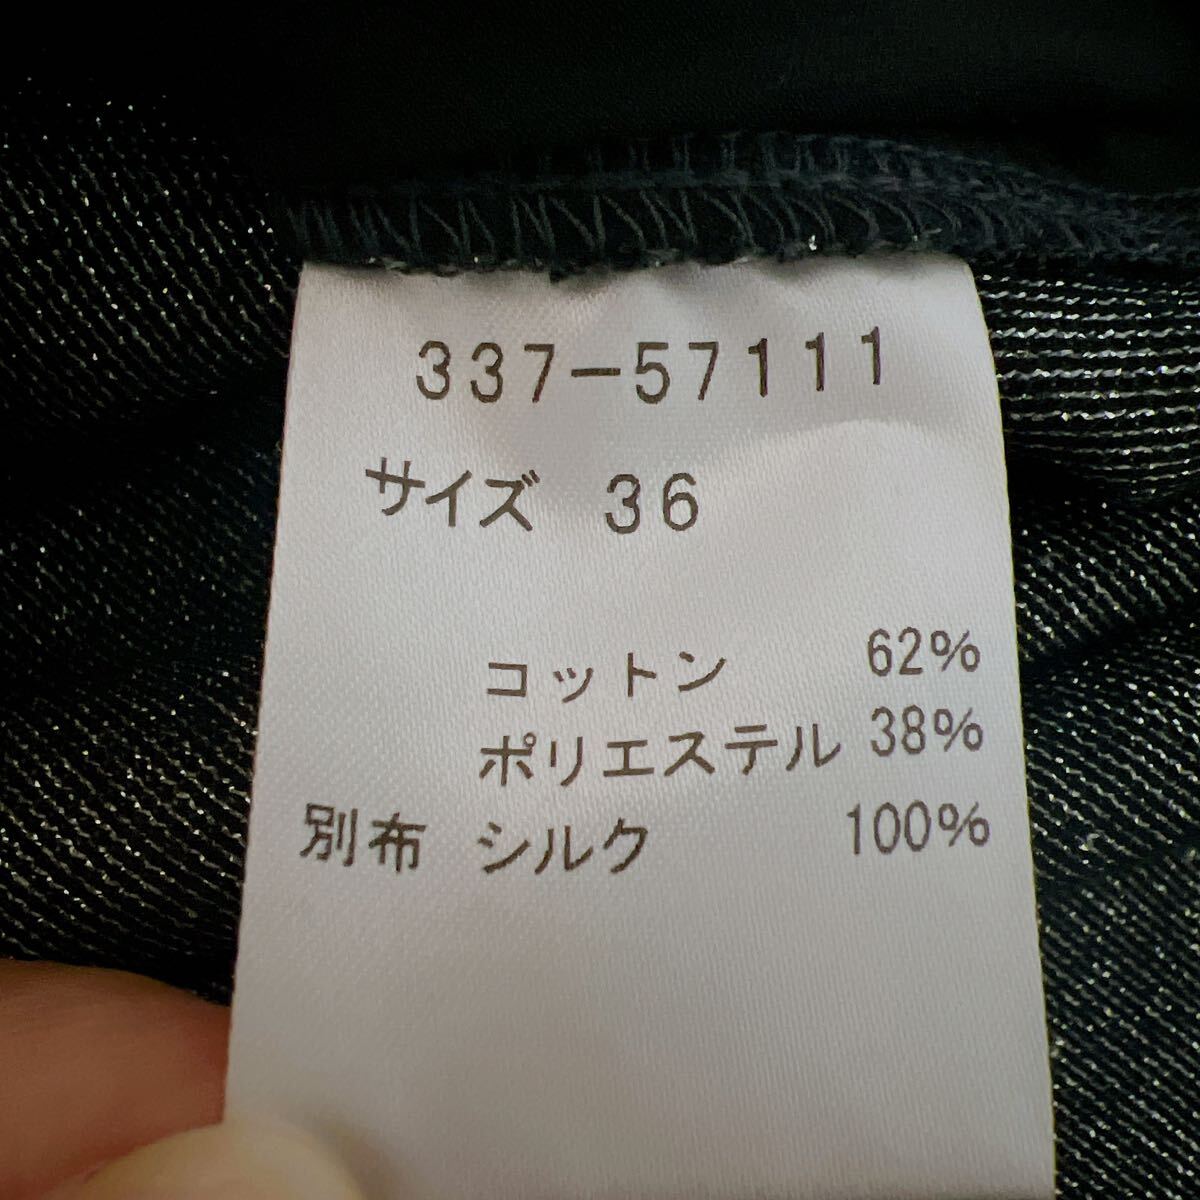 337-57111
サイズ 36
コットン 62%
ポリエステル 38%
別布 シルク 100%